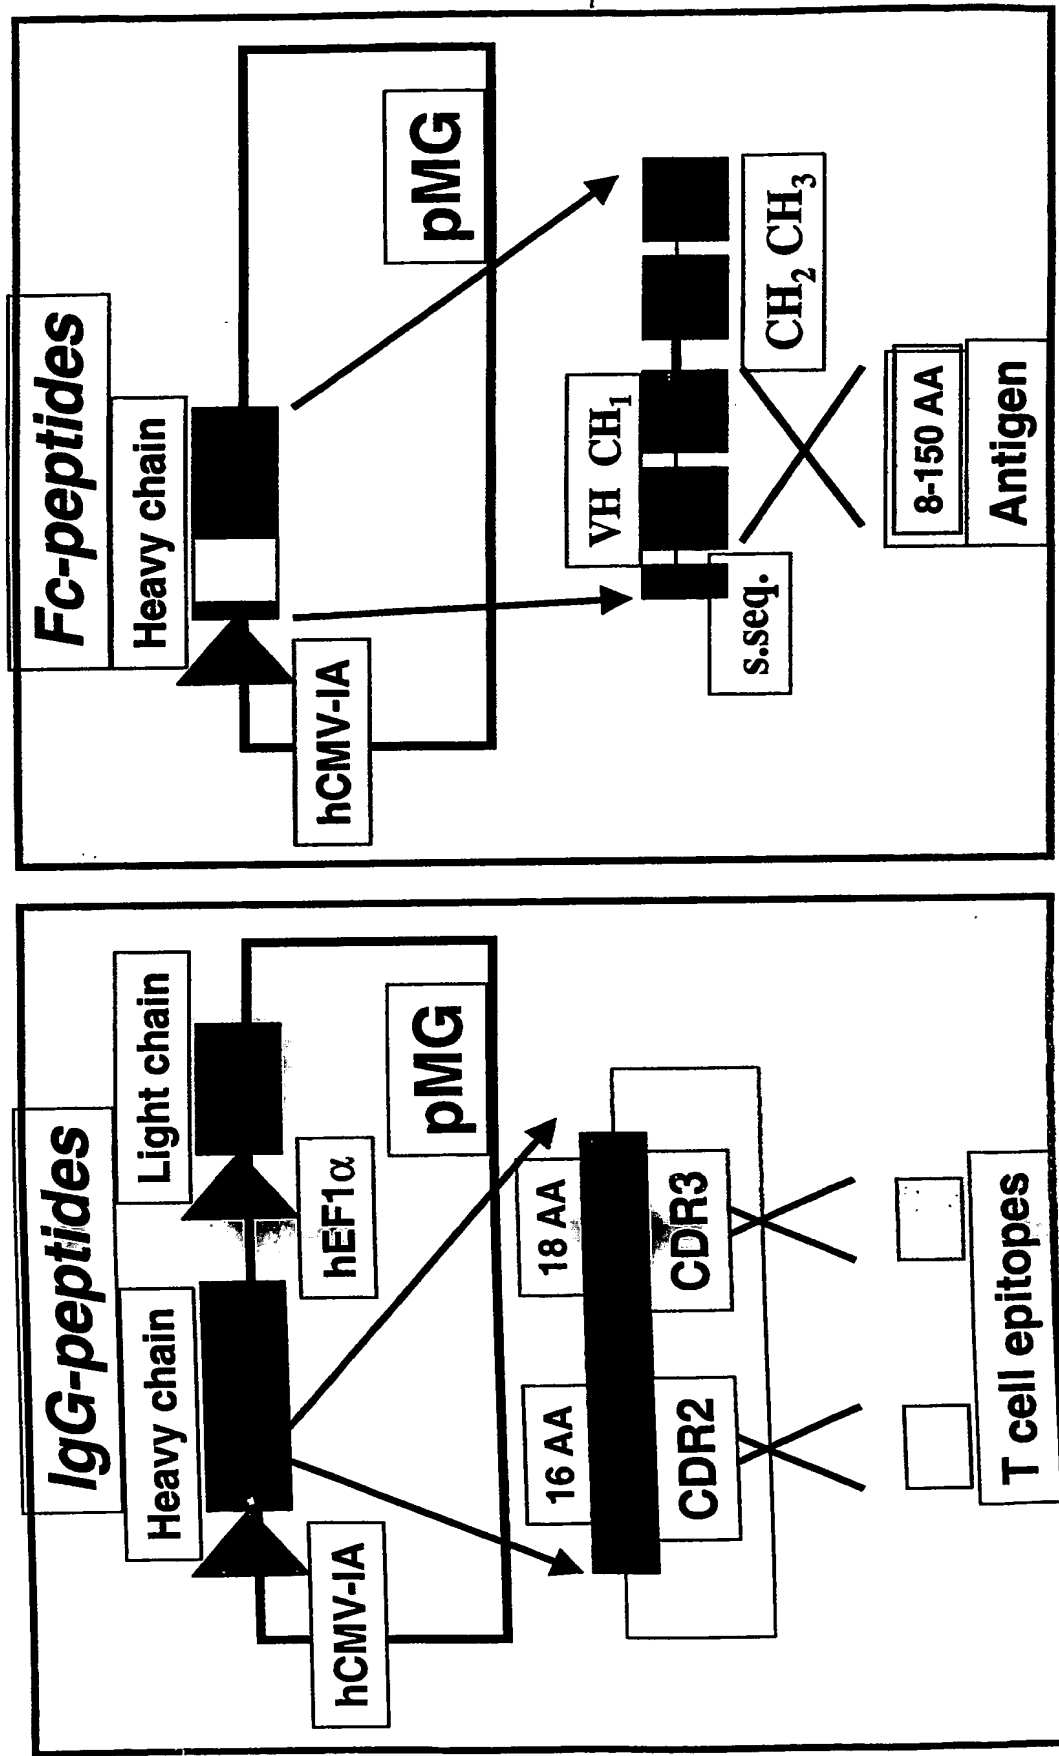 IgG-peptides
Heavy chain
Light chain
hCMV-IA
hEF1α
pMG
16 AA
18 AA
CDR2
CDR3
T cell epitopes
Fc-peptides
Heavy chain
hCMV-IA
pMG
VH CH₁
s.seq.
CH₂ CH₃
8-150 AA
Antigen